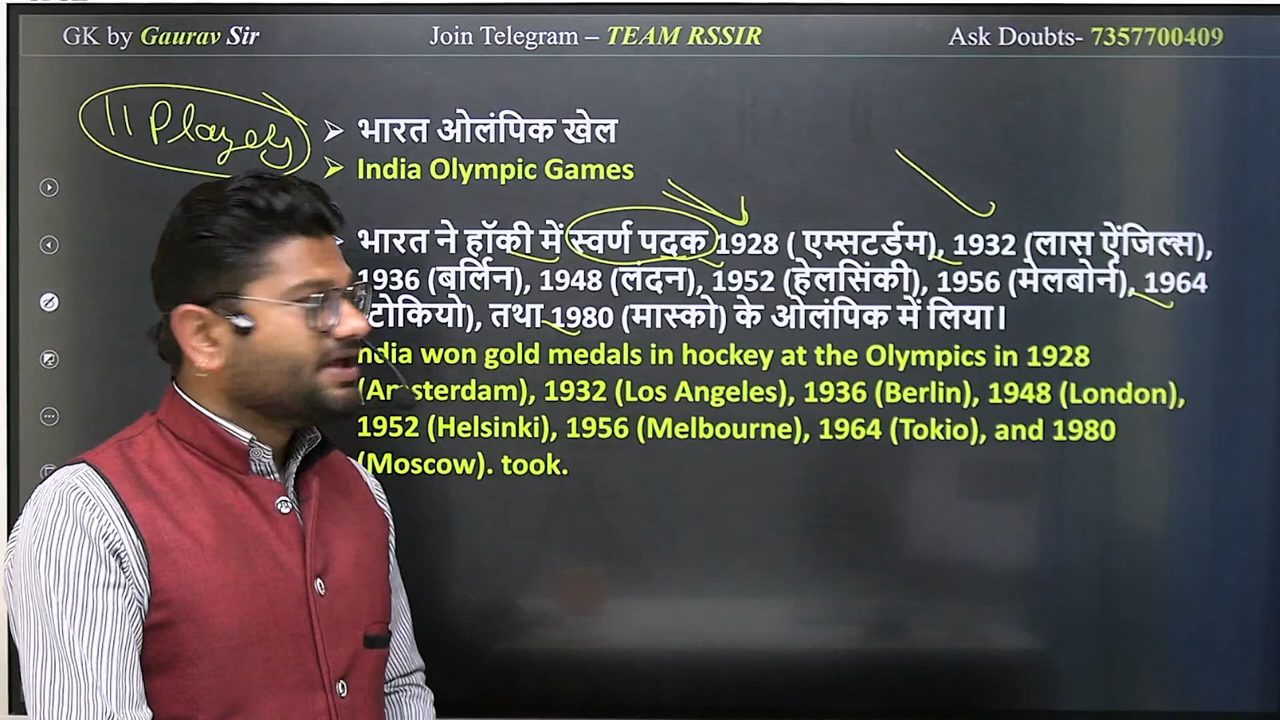 GK by Gaurav Sir
Join Telegram – TEAM RSSIR
Ask Doubts- 7357700409
11 Players
➤ भारत ओलंपिक खेल
➤ India Olympic Games
भारत ने हॉकी में स्वर्ण पदक 1928 ( एम्सटर्डम), 1932 (लास ऐंजिल्स),
1936 (बर्लिन), 1948 (लदन), 1952 (हेलसिंकी), 1956 (मेलबोर्न), 1964
टोकियो), तथा 1980 (मास्को) के ओलंपिक में लिया।
ndia won gold medals in hockey at the Olympics in 1928
(Amsterdam), 1932 (Los Angeles), 1936 (Berlin), 1948 (London),
1952 (Helsinki), 1956 (Melbourne), 1964 (Tokio), and 1980
(Moscow). took.